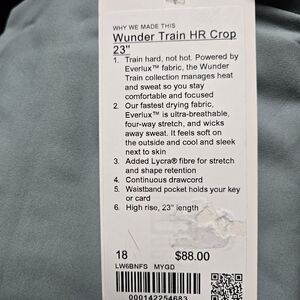 WHY WE MADE THIS
Wunder Train HR Crop
23"
1. Train hard, not hot. Powered by
Everlux™ fabric, the Wunder
Train collection manages heat
and sweat so you stay
comfortable and focused
2. Our fastest drying fabric,
Everlux™ is ultra-breathable,
four-way stretch, and wicks
away sweat. It feels soft on
the outside and cool and sleek
next to skin
3. Added Lycra® fibre for stretch
and shape retention
4. Continuous drawcord
5. Waistband pocket holds your key
or card
6. High rise, 23" length
18 $88.00
LW6BNFS MYGD
000142254683